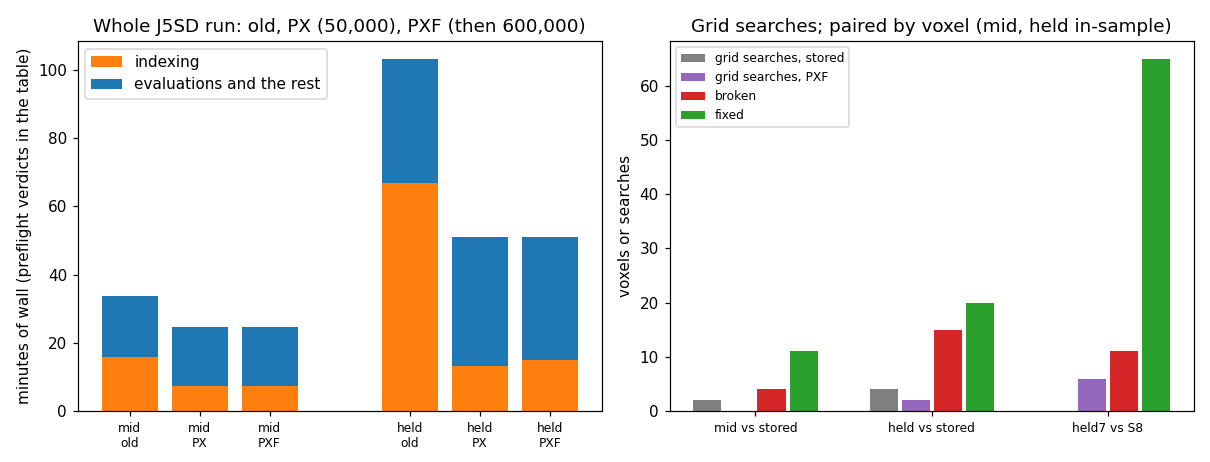 Whole J5SD run: old, PX (50,000), PXF (then 600,000)
minutes of wall (preflight verdicts in the table)
100
80
60
40
20
0
indexing
evaluations and the rest
mid
old
mid
PX
mid
PXF
held
old
held
PX
held
PXF
Grid searches; paired by voxel (mid, held in-sample)
voxels or searches
60
50
40
30
20
10
0
grid searches, stored
grid searches, PXF
broken
fixed
mid vs stored
held vs stored
held7 vs S8